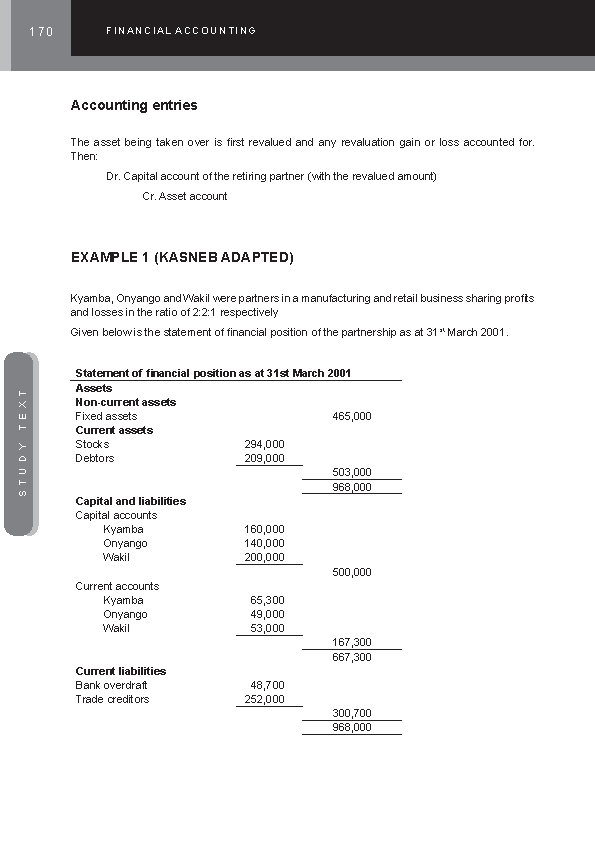 170
FINANCIAL ACCOUNTING
Accounting entries
The asset being taken over is first revalued and any revaluation gain or loss accounted for.
Then:
Dr. Capital account of the retiring partner (with the revalued amount)
Cr. Asset account
EXAMPLE 1 (KASNEB ADAPTED)
Kyamba, Onyango and Wakil were partners in a manufacturing and retail business sharing profits
and losses in the ratio of 2:2:1 respectively
Given below is the statement of financial position of the partnership as at 31st March 2001.
STUDY TEXT
Statement of financial position as at 31st March 2001
Assets
Non-current assets
Fixed assets 465,000
Current assets
Stocks 294,000
Debtors 209,000
503,000
968,000
Capital and liabilities
Capital accounts
Kyamba 160,000
Onyango 140,000
Wakil 200,000
500,000
Current accounts
Kyamba 65,300
Onyango 49,000
Wakil 53,000
167,300
667,300
Current liabilities
Bank overdraft 48,700
Trade creditors 252,000
300,700
968,000